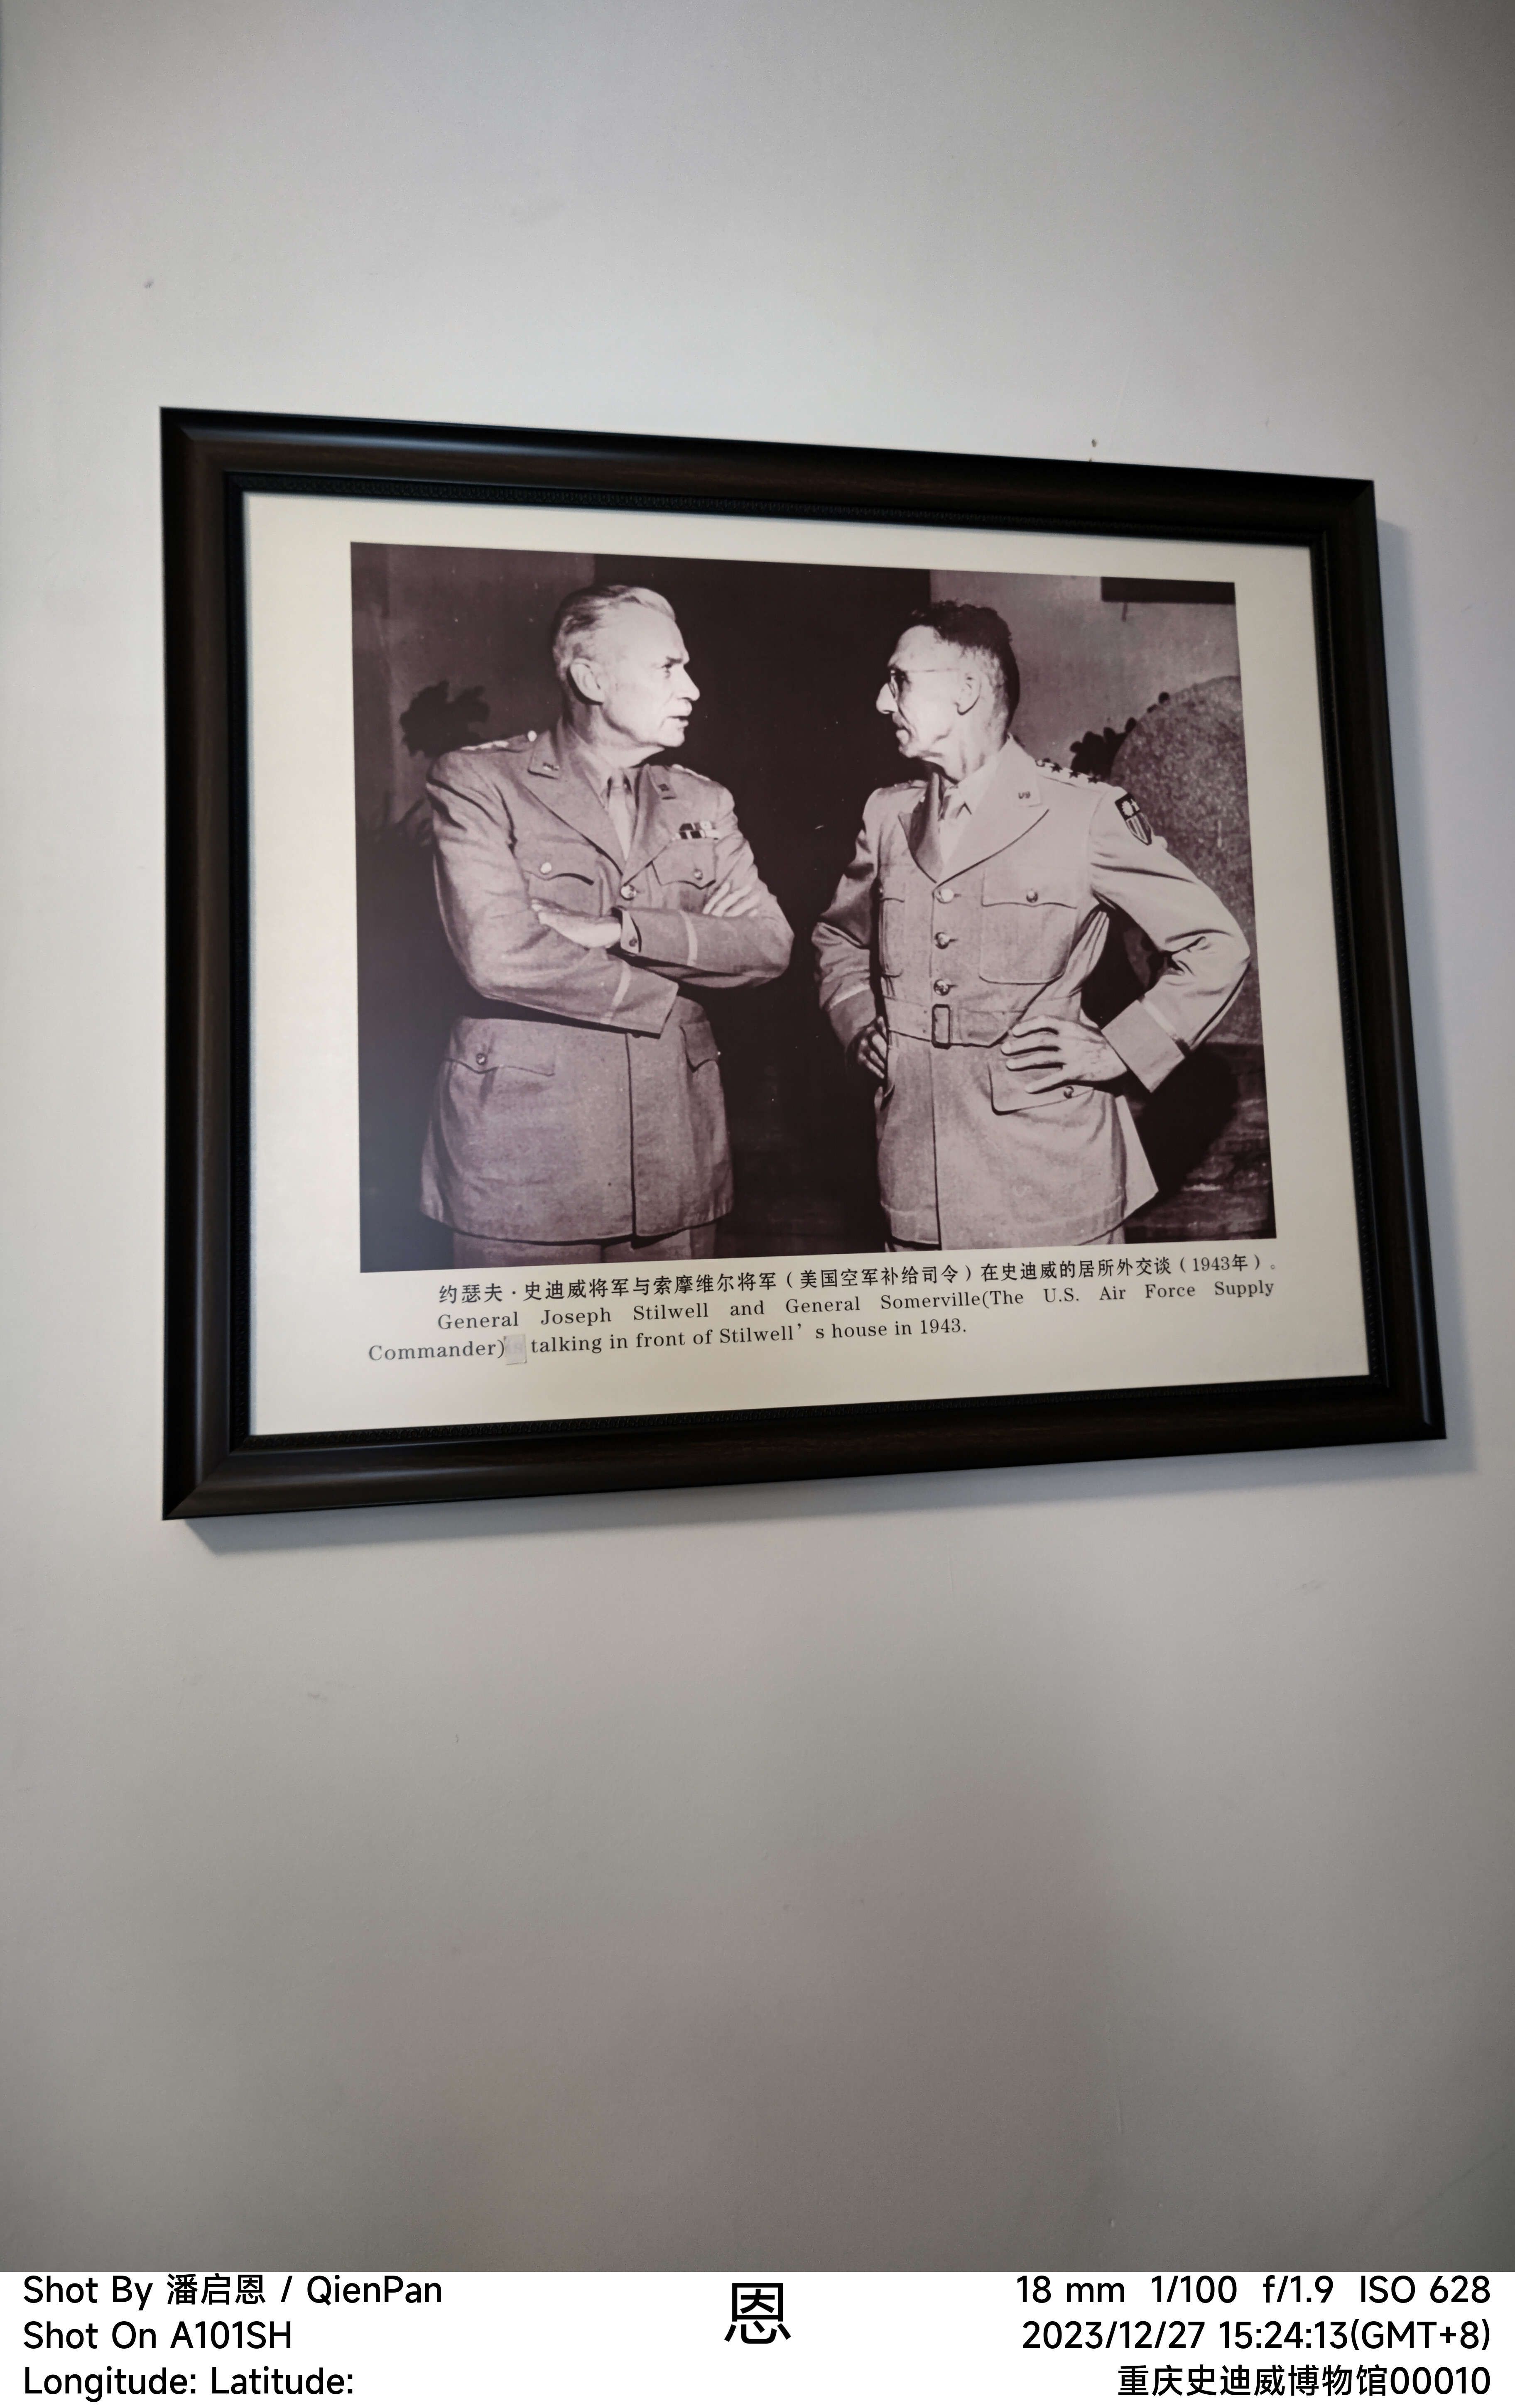 约瑟夫·史迪威将军与索摩维尔将军（美国空军补给司令）在史迪威的居所外交谈（1943年）。
General Joseph Stilwell and General Somerville(The U.S. Air Force Supply
Commander) talking in front of Stilwell’s house in 1943.
Shot By 潘启恩 / QienPan
Shot On A101SH
Longitude: Latitude:
恩
18 mm 1/100 f/1.9 ISO 628
2023/12/27 15:24:13(GMT+8)
重庆史迪威博物馆00010